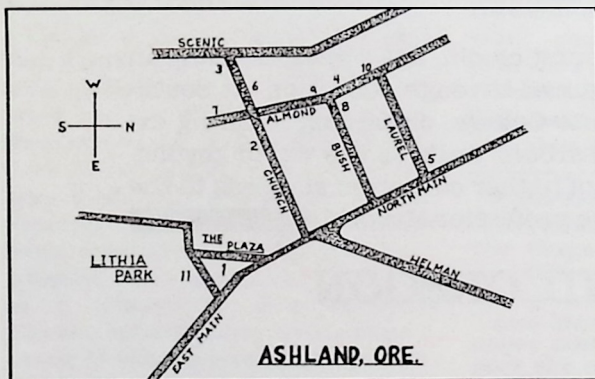 SCENIC
3
6
W
S N
E
10
4
9
7
ALMOND
8
2
BUSH
LAUREL
5
CHURCH
NORTH MAIN
THE PLAZA
HELMAN
LITHIA
PARK
11
1
EAST MAIN
ASHLAND, ORE.